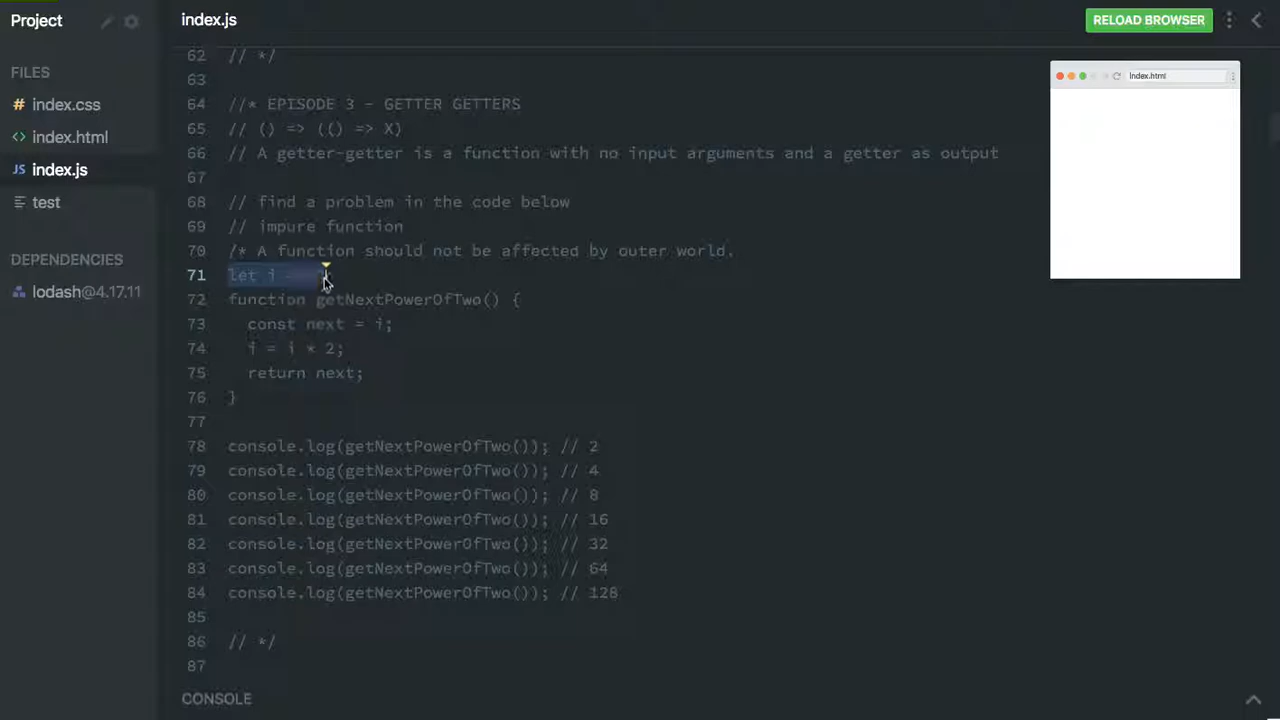 Project
index.js
RELOAD BROWSER
FILES
index.css
index.html
JS index.js
test
DEPENDENCIES
lodash@4.17.11
index.html
62 // */
63
64 //* EPISODE 3 - GETTER GETTERS
65 // () => (() => X)
66 // A getter-getter is a function with no input arguments and a getter as output
67
68 // find a problem in the code below
69 // impure function
70 /* A function should not be affected by outer world.
71 let i =
72 function getNextPowerOfTwo() {
73 const next = i;
74 i = i * 2;
75 return next;
76 }
77
78 console.log(getNextPowerOfTwo()); // 2
79 console.log(getNextPowerOfTwo()); // 4
80 console.log(getNextPowerOfTwo()); // 8
81 console.log(getNextPowerOfTwo()); // 16
82 console.log(getNextPowerOfTwo()); // 32
83 console.log(getNextPowerOfTwo()); // 64
84 console.log(getNextPowerOfTwo()); // 128
85
86 // */
87
CONSOLE